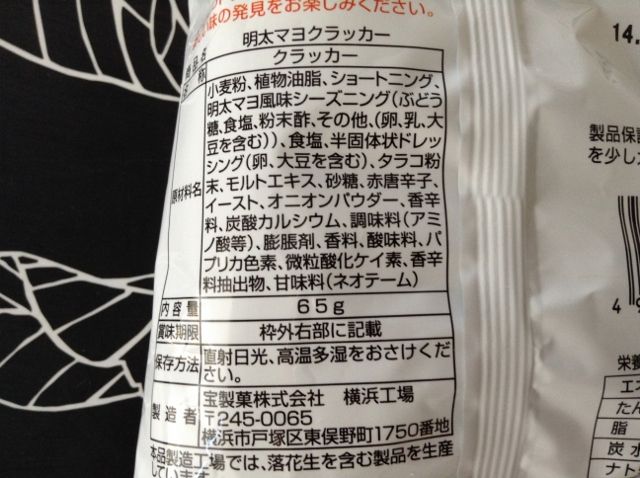 味の発見をお楽しみください。
明太マヨクラッカー
クラッカー
小麦粉、植物油脂、ショートニング、
明太マヨ風味シーズニング(ぶどう
糖、食塩、粉末酢、その他、(卵、乳、大
豆を含む))、食塩、半固体状ドレッ
シング(卵、大豆を含む)、タラコ粉
原材料名
末、モルトエキス、砂糖、赤唐辛子、
イースト、オニオンパウダー、香辛
料、炭酸カルシウム、調味料(アミ
ノ酸等)、膨脹剤、香料、酸味料、パ
プリカ色素、微粒酸化ケイ素、香辛
料抽出物、甘味料(ネオテーム)
内容量 65g
賞味期限 枠外右部に記載
保存方法 直射日光、高温多湿をおさけくだ
さい。
製造者 宝製菓株式会社 横浜工場
〒245-0065
横浜市戸塚区東俣野町1750番地
本品製造工場では、落花生を含む製品を生産
しています
14.
製品保
を少し
4
栄養
エネ
たん
脂
炭水
ナト